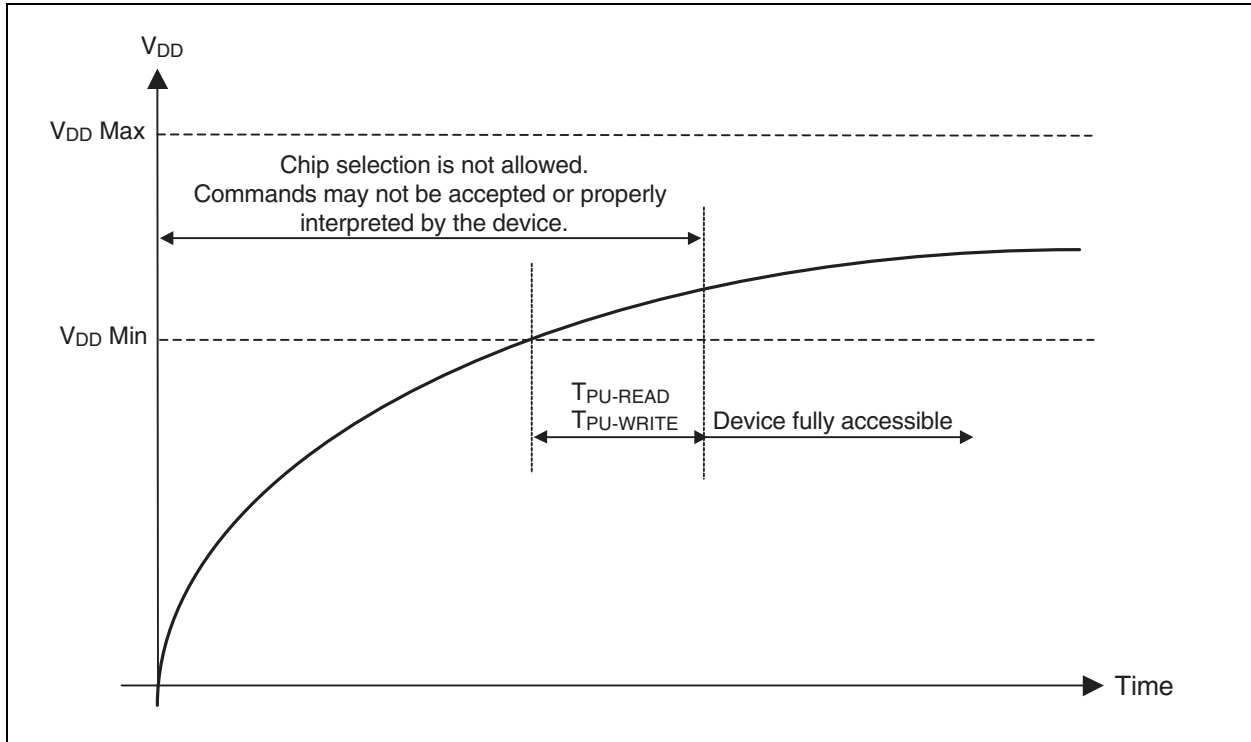 VDD
VDD Max
Chip selection is not allowed.
Commands may not be accepted or properly
interpreted by the device.
VDD Min
TPU-READ
TPU-WRITE
Device fully accessible
Time